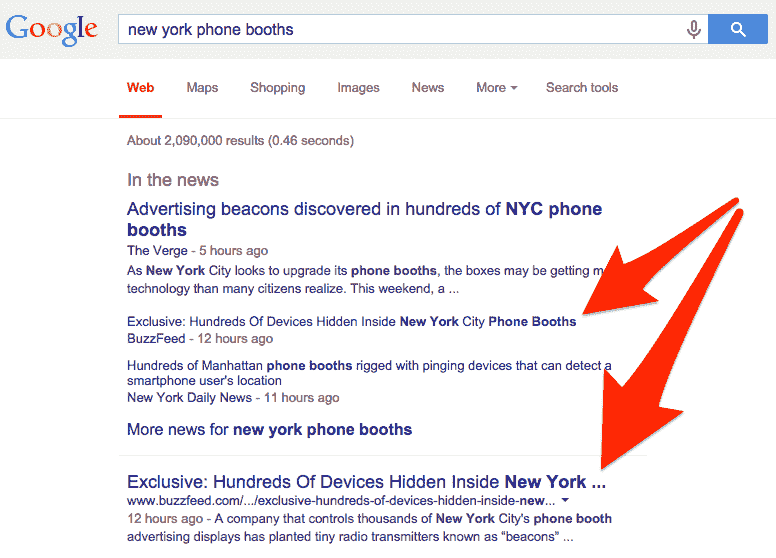 Google new york phone booths
Web Maps Shopping Images News More Search tools
About 2,090,000 results (0.46 seconds)
In the news
Advertising beacons discovered in hundreds of NYC phone
booths
The Verge - 5 hours ago
As New York City looks to upgrade its phone booths, the boxes may be getting
technology than many citizens realize. This weekend, a ...
Exclusive: Hundreds Of Devices Hidden Inside New York City Phone Booths
BuzzFeed - 12 hours ago
Hundreds of Manhattan phone booths rigged with pinging devices that can detect a
smartphone user's location
New York Daily News - 11 hours ago
More news for new york phone booths
Exclusive: Hundreds Of Devices Hidden Inside New York ...
www.buzzfeed.com/.../exclusive-hundreds-of-devices-hidden-inside-new...
12 hours ago - A company that controls thousands of New York City's phone booth
advertising displays has planted tiny radio transmitters known as “beacons” ...